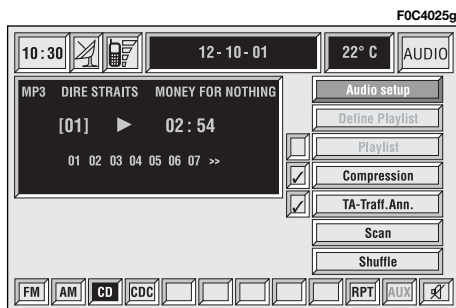 F0C4025g
10:30 12-10-01 22° C AUDIO
MP3 DIRE STRAITS MONEY FOR NOTHING
[01] 02:54
01 02 03 04 05 06 07 >>
Audio setup
Define Playlist
Playlist
Compression
TA-Traff.Ann.
Scan
Shuffle
FM AM CD CDC RPT AUX